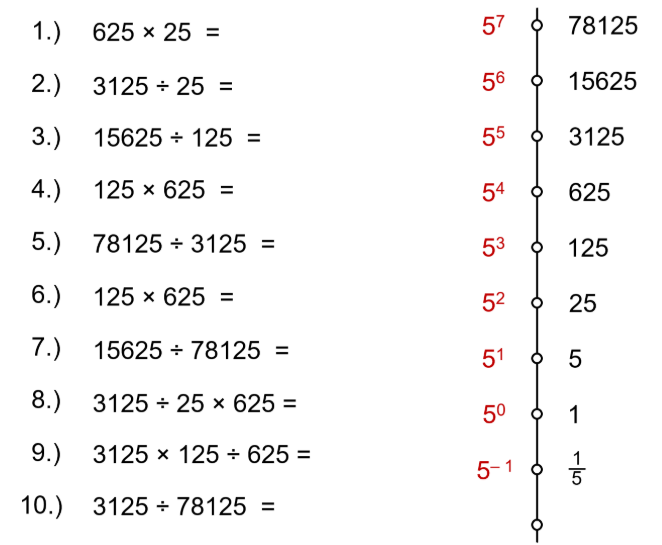 1.) 625 × 25 =
2.) 3125 ÷ 25 =
3.) 15625 ÷ 125 =
4.) 125 × 625 =
5.) 78125 ÷ 3125 =
6.) 125 × 625 =
7.) 15625 ÷ 78125 =
8.) 3125 ÷ 25 × 625 =
9.) 3125 × 125 ÷ 625 =
10.) 3125 ÷ 78125 =
5⁷ 78125
5⁶ 15625
5⁵ 3125
5⁴ 625
5³ 125
5² 25
5¹ 5
5⁰ 1
5⁻¹ 1/5